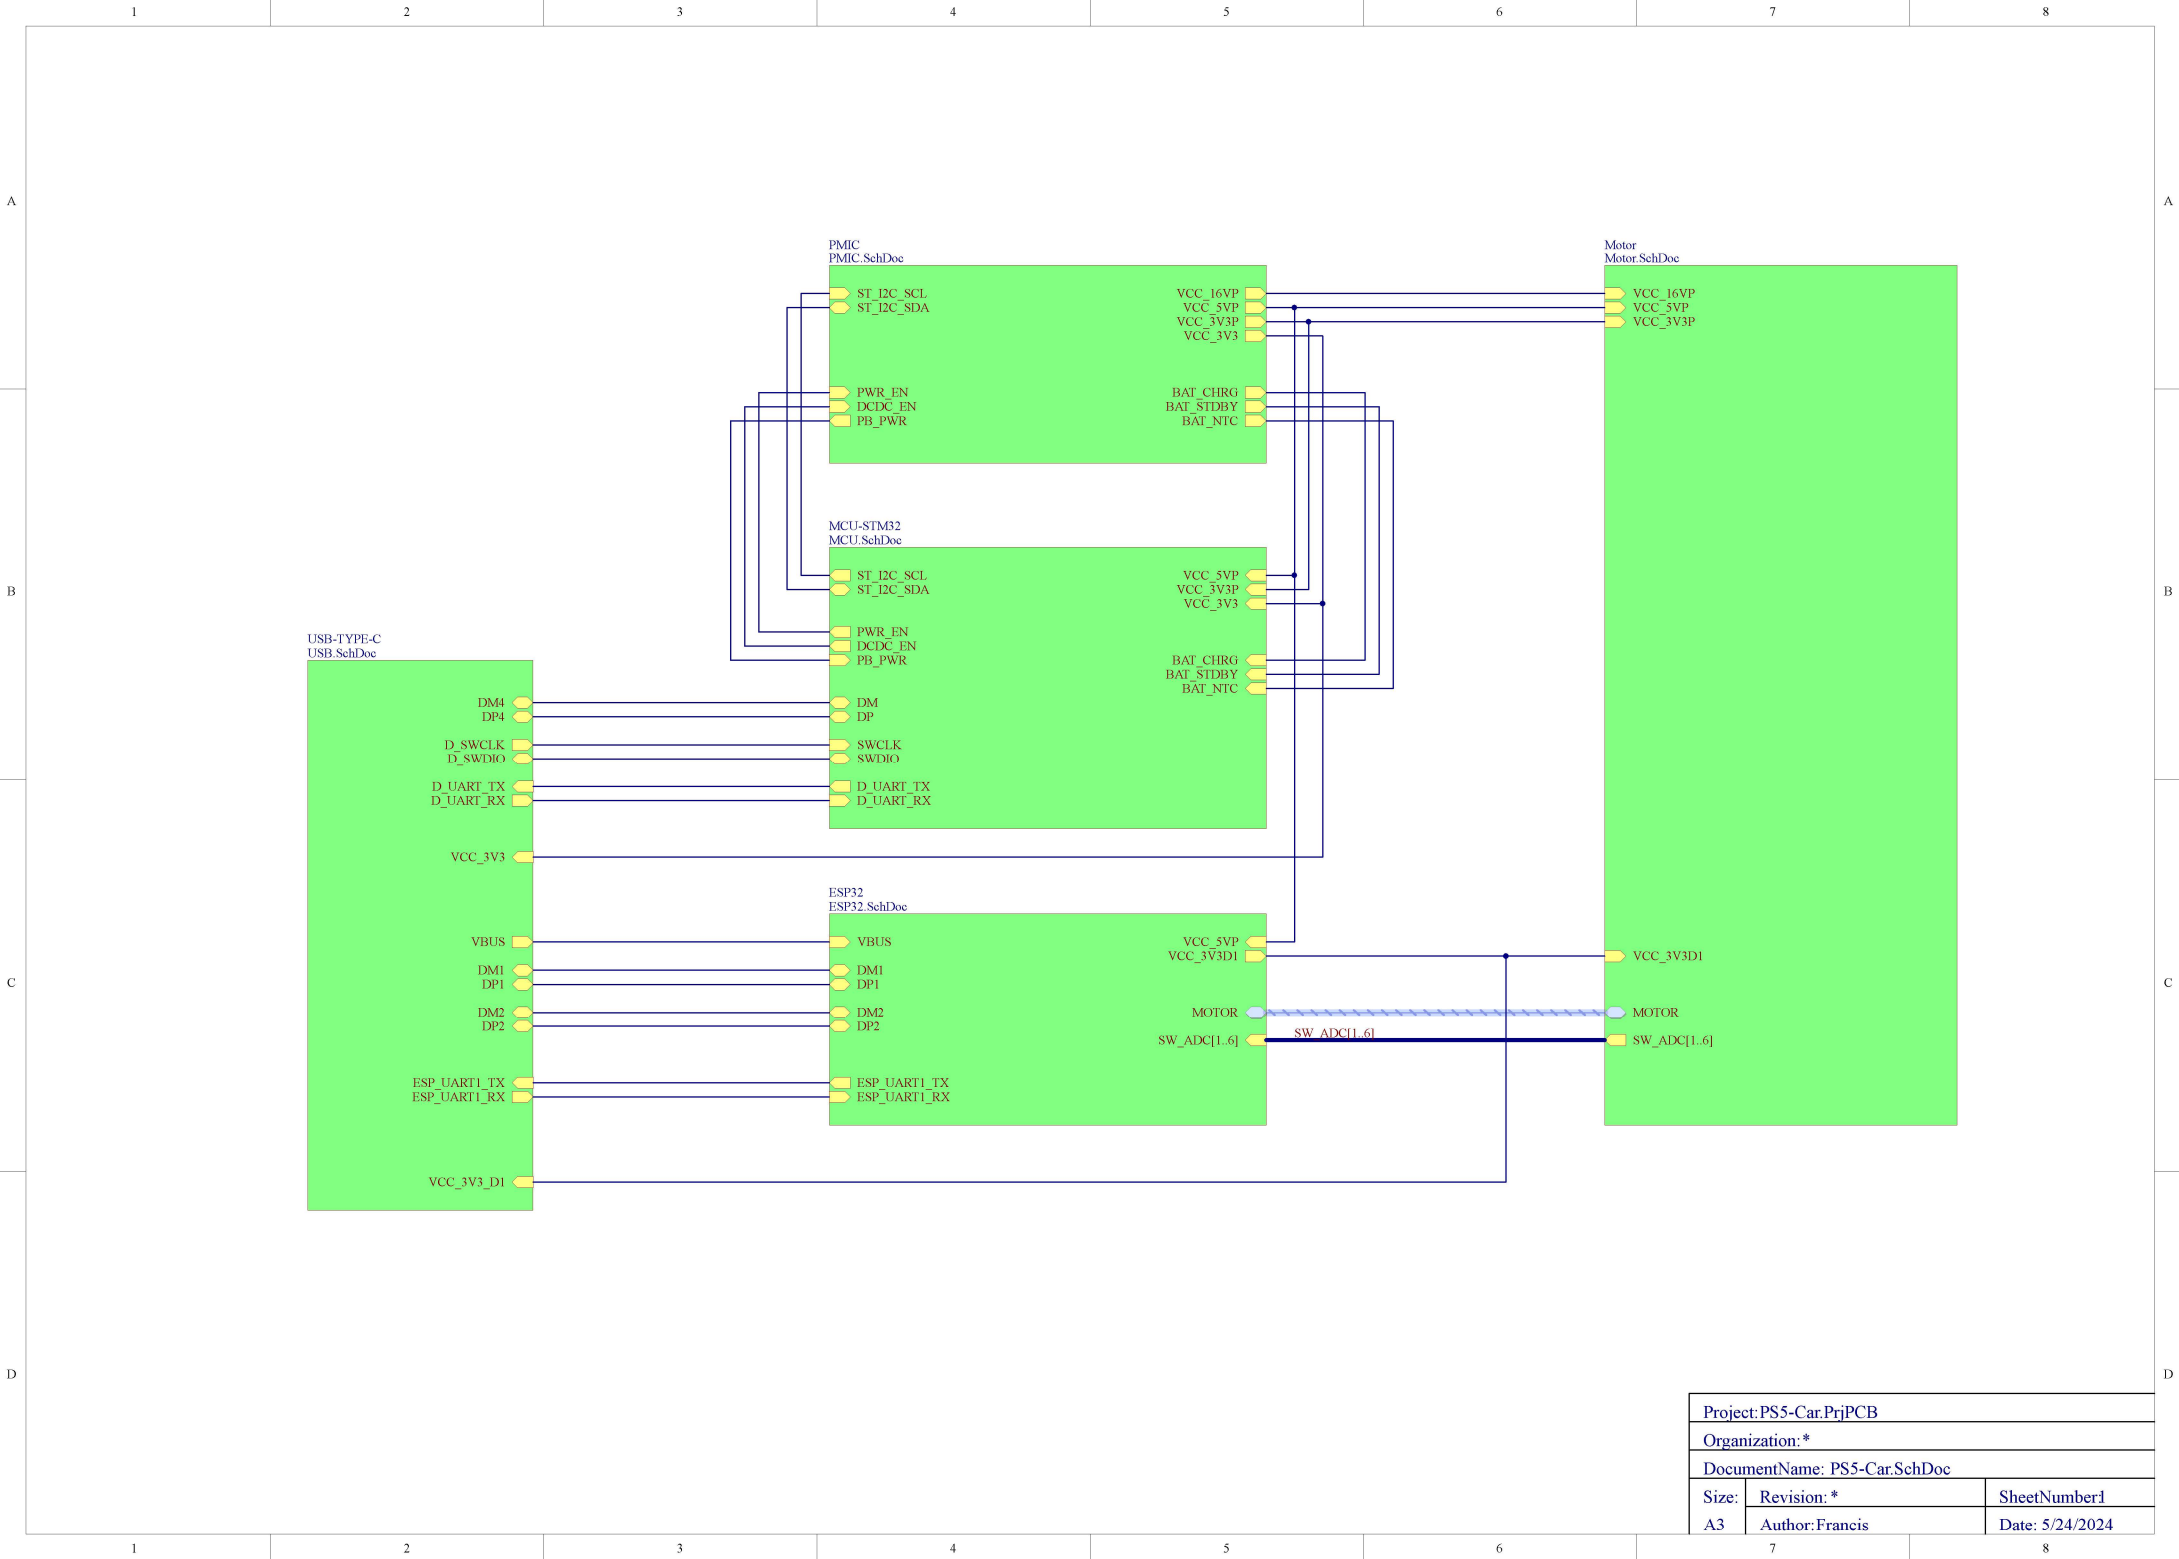 1 2 3 4 5 6 7 8
A A
PMIC
PMIC.SchDoc
ST_I2C_SCL
ST_I2C_SDA
PWR_EN
DCDC_EN
PB_PWR
VCC_16VP
VCC_5VP
VCC_3V3P
VCC_3V3
BAT_CHRG
BAT_STDBY
BAT_NTC
Motor
Motor.SchDoc
VCC_16VP
VCC_5VP
VCC_3V3P
VCC_3V3D1
MOTOR
SW_ADC[1..6]
B B
MCU-STM32
MCU.SchDoc
ST_I2C_SCL
ST_I2C_SDA
PWR_EN
DCDC_EN
PB_PWR
DM
DP
SWCLK
SWDIO
D_UART_TX
D_UART_RX
VCC_5VP
VCC_3V3P
VCC_3V3
BAT_CHRG
BAT_STDBY
BAT_NTC
USB-TYPE-C
USB.SchDoc
DM4
DP4
D_SWCLK
D_SWDIO
D_UART_TX
D_UART_RX
VCC_3V3
VBUS
DM1
DP1
DM2
DP2
ESP_UART1_TX
ESP_UART1_RX
VCC_3V3_D1
C C
ESP32
ESP32.SchDoc
VBUS
DM1
DP1
DM2
DP2
ESP_UART1_TX
ESP_UART1_RX
VCC_5VP
VCC_3V3D1
MOTOR
SW_ADC[1..6]
SW_ADC[1..6]
D D
Project:PS5-Car.PrjPCB
Organization:*
DocumentName: PS5-Car.SchDoc
Size: Revision:* SheetNumber:1
A3 Author:Francis Date: 5/24/2024
1 2 3 4 5 6 7 8